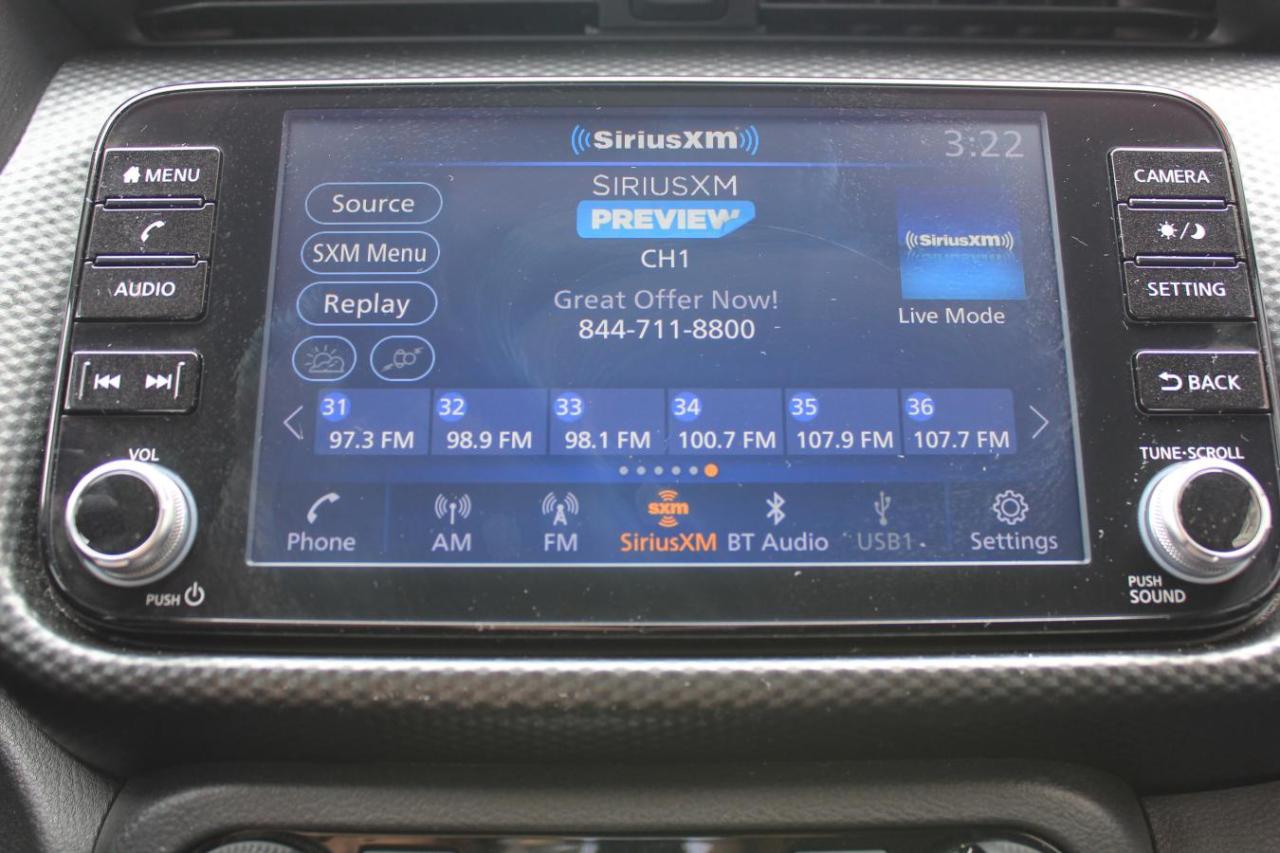 SiriusXM
3:22
MENU
AUDIO
VOL
PUSH
Source
SXM Menu
Replay
SIRIUSXM
PREVIEW
CH1
Great Offer Now!
844-711-8800
SiriusXM
Live Mode
31 32 33 34 35 36
97.3 FM 98.9 FM 98.1 FM 100.7 FM 107.9 FM 107.7 FM
sxm
Phone AM FM SiriusXM BT Audio USB1 Settings
CAMERA
SETTING
BACK
TUNE·SCROLL
PUSH
SOUND